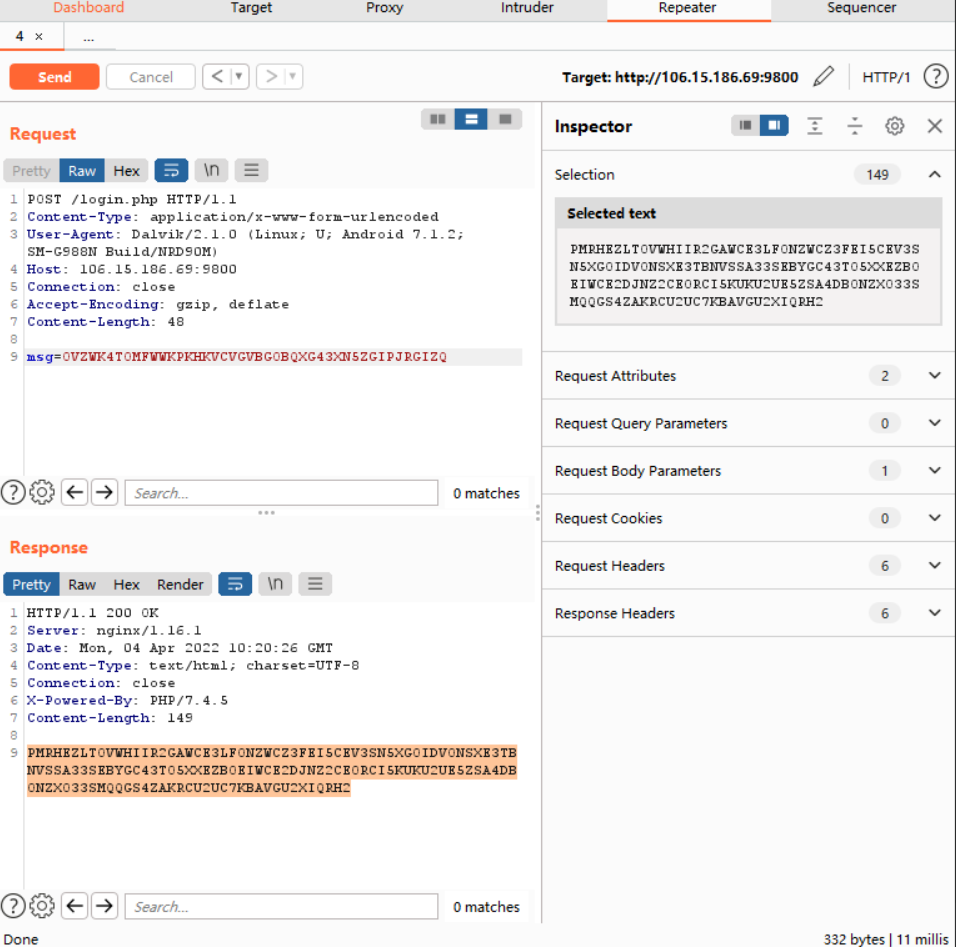 Dashboard Target Proxy Intruder Repeater Sequencer
4 × ...
Send Cancel < > Target: http://106.15.186.69:9800 HTTP/1 ?
Request
Pretty Raw Hex \n
1 POST /login.php HTTP/1.1
2 Content-Type: application/x-www-form-urlencoded
3 User-Agent: Dalvik/2.1.0 (Linux; U; Android 7.1.2;
SM-G988N Build/NRD90M)
4 Host: 106.15.186.69:9800
5 Connection: close
6 Accept-Encoding: gzip, deflate
7 Content-Length: 48
8
9 msg=OVZWK4TOMFWWKPKHKVCVGVBGOBQXG43XN5ZGIPJRGIZQ
? Search... 0 matches
Response
Pretty Raw Hex Render \n
1 HTTP/1.1 200 OK
2 Server: nginx/1.16.1
3 Date: Mon, 04 Apr 2022 10:20:26 GMT
4 Content-Type: text/html; charset=UTF-8
5 Connection: close
6 X-Powered-By: PHP/7.4.5
7 Content-Length: 149
8
9 PMRHEZLTOVWHIIR2GAWCE3LFONZWCZ3FEI5CEV3SN5XGOIDVONSXE3TB
NVSSA33SEBYGC43TO5XXEZBOEIWCE2DJNZ2CEORCI5KUKU2UE5ZSA4DB
ONZXO33SMQQGS4ZAKRCU2UC7KBAVGU2XIQRH2
? Search... 0 matches
Inspector
Selection 149
Selected text
PMRHEZLTOVWHIIR2GAWCE3LFONZWCZ3FEI5CEV3S
N5XGOIDVONSXE3TBNVSSA33SEBYGC43TO5XXEZBO
EIWCE2DJNZ2CEORCI5KUKU2UE5ZSA4DBONZXO33S
MQQGS4ZAKRCU2UC7KBAVGU2XIQRH2
Request Attributes 2
Request Query Parameters 0
Request Body Parameters 1
Request Cookies 0
Request Headers 6
Response Headers 6
Done 332 bytes | 11 millis